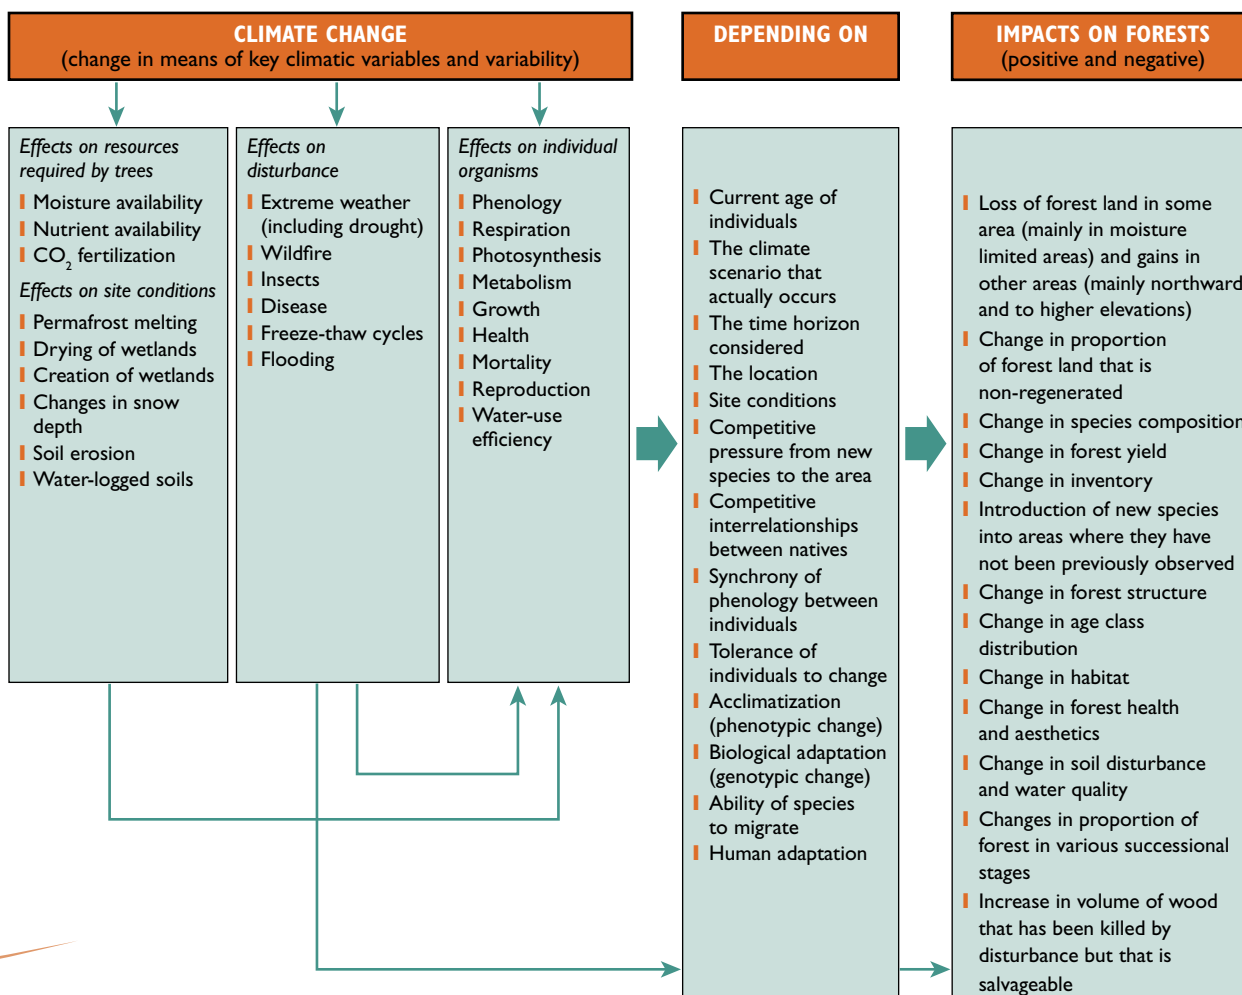 CLIMATE CHANGE
(change in means of key climatic variables and variability)
DEPENDING ON
IMPACTS ON FORESTS
(positive and negative)
Effects on resources
required by trees
Moisture availability
Nutrient availability
CO₂ fertilization
Effects on site conditions
Permafrost melting
Drying of wetlands
Creation of wetlands
Changes in snow
depth
Soil erosion
Water-logged soils
Effects on
disturbance
Extreme weather
(including drought)
Wildfire
Insects
Disease
Freeze-thaw cycles
Flooding
Effects on individual
organisms
Phenology
Respiration
Photosynthesis
Metabolism
Growth
Health
Mortality
Reproduction
Water-use
efficiency
Current age of
individuals
The climate
scenario that
actually occurs
The time horizon
considered
The location
Site conditions
Competitive
pressure from new
species to the area
Competitive
interrelationships
between natives
Synchrony of
phenology between
individuals
Tolerance of
individuals to change
Acclimatization
(phenotypic change)
Biological adaptation
(genotypic change)
Ability of species
to migrate
Human adaptation
Loss of forest land in some
area (mainly in moisture
limited areas) and gains in
other areas (mainly northward
and to higher elevations)
Change in proportion
of forest land that is
non-regenerated
Change in species composition
Change in forest yield
Change in inventory
Introduction of new species
into areas where they have
not been previously observed
Change in forest structure
Change in age class
distribution
Change in habitat
Change in forest health
and aesthetics
Change in soil disturbance
and water quality
Changes in proportion of
forest in various successional
stages
Increase in volume of wood
that has been killed by
disturbance but that is
salvageable